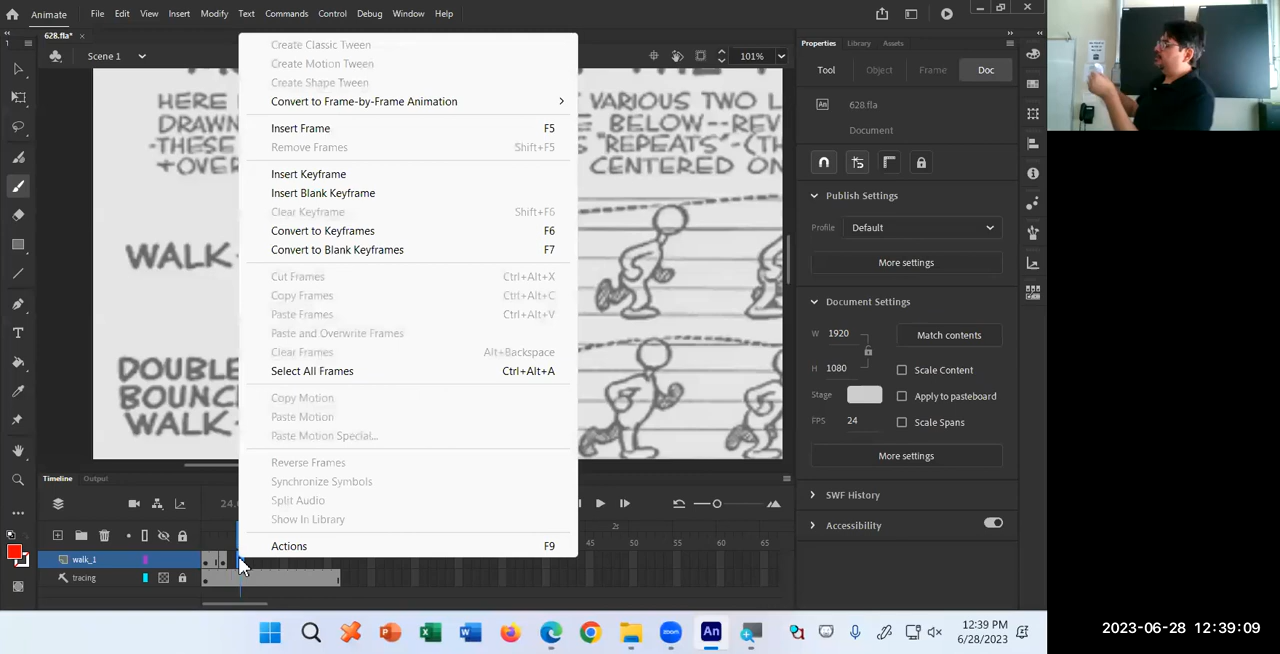 Animate
File Edit View Insert Modify Text Commands Control Debug Window Help
628.fla*
Scene 1
101%
HERE
DRAWN
-THESE
+OVER
WALK-
DOUBLE
BOUNC
WALK-
VARIOUS TWO L
BELOW--REV
"REPEATS"-(TH
CENTERED ON
Create Classic Tween
Create Motion Tween
Create Shape Tween
Convert to Frame-by-Frame Animation
Insert Frame F5
Remove Frames Shift+F5
Insert Keyframe
Insert Blank Keyframe
Clear Keyframe Shift+F6
Convert to Keyframes F6
Convert to Blank Keyframes F7
Cut Frames Ctrl+Alt+X
Copy Frames Ctrl+Alt+C
Paste Frames Ctrl+Alt+V
Paste and Overwrite Frames
Clear Frames Alt+Backspace
Select All Frames Ctrl+Alt+A
Copy Motion
Paste Motion
Paste Motion Special...
Reverse Frames
Synchronize Symbols
Split Audio
Show In Library
Actions F9
Properties Library Assets
Tool Object Frame Doc
An 628.fla
Document
Publish Settings
Profile Default
More settings
Document Settings
W 1920 Match contents
H 1080 Scale Content
Stage Apply to pasteboard
FPS 24 Scale Spans
More settings
SWF History
Accessibility
Timeline Output
24.0
2s
45 50 55 60 65
walk_1
tracing
An
12:39 PM
6/28/2023
2023-06-28 12:39:09